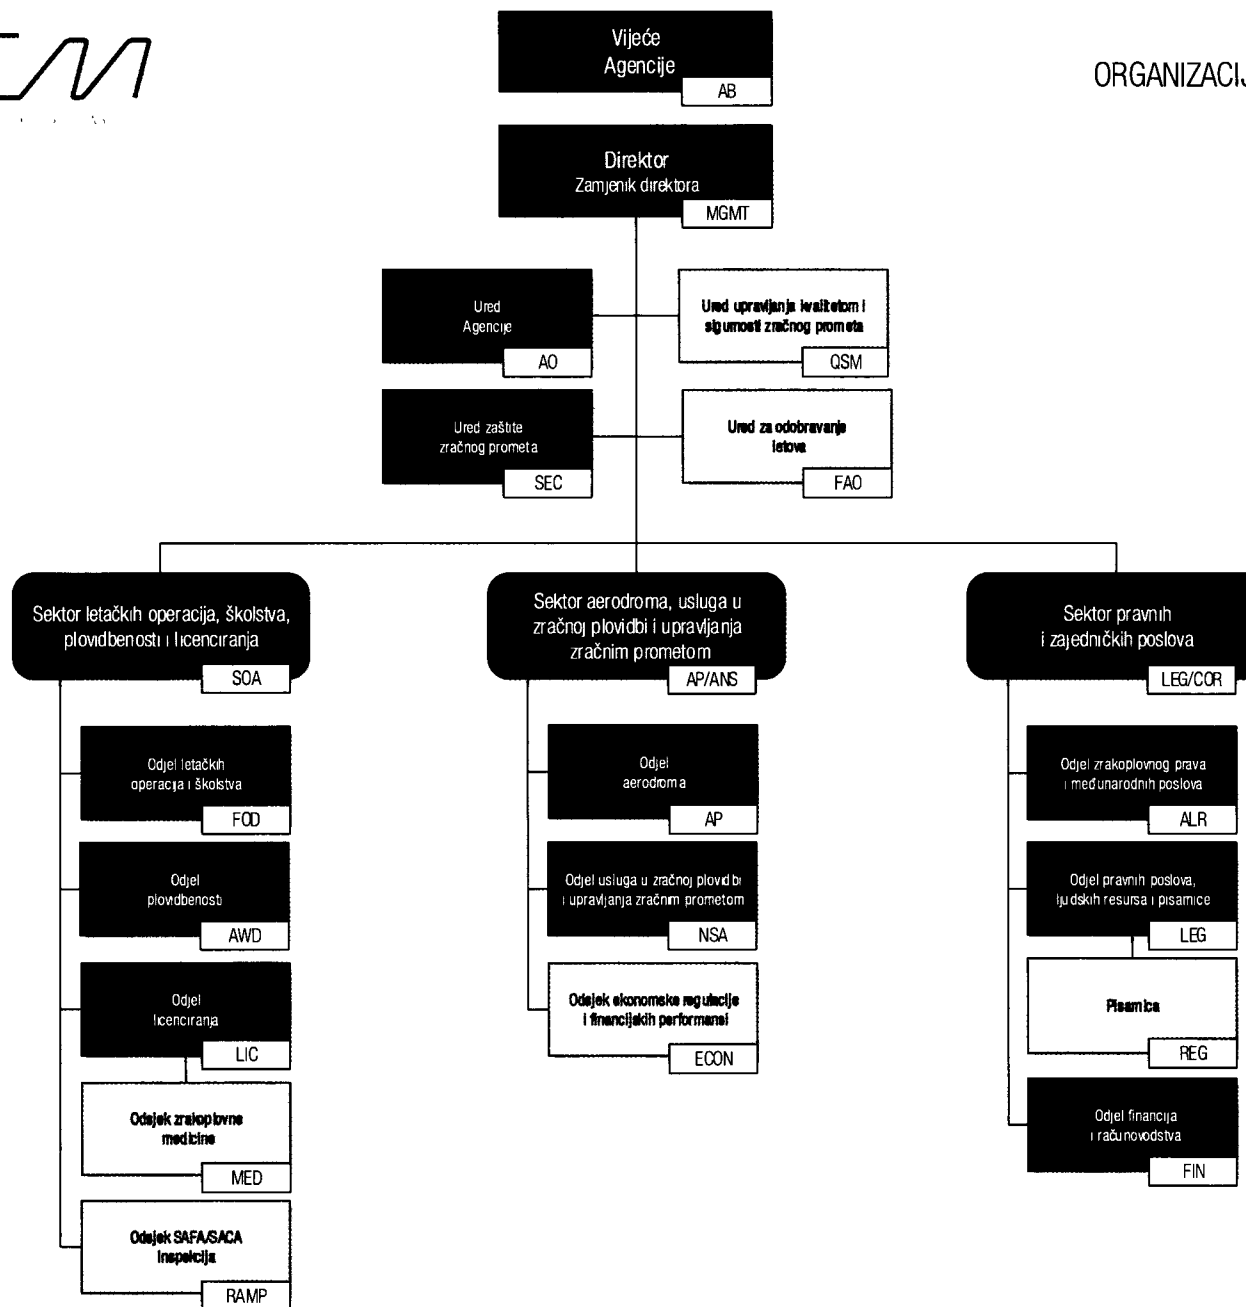 Vijeće
Agencije
AB
ORGANIZACIJ
Direktor
Zamjenik direktora
MGMT
Ured
Agencije
AO
Ured upravljanja kvalitetom i
sigurnosti zračnog prometa
QSM
Ured zaštite
zračnog prometa
SEC
Ured za odobravanje
letova
FAO
Sektor letačkih operacija, školstva,
plovidbenosti i licenciranja
SOA
Sektor aerodroma, usluga u
zračnoj plovidbi i upravljanja
zračnim prometom
AP/ANS
Sektor pravnih
i zajedničkih poslova
LEG/COR
Odjel letačkih
operacija i školstva
FOD
Odjel
plovidbenosti
AWD
Odjel
licenciranja
LIC
Odsjek zrakoplovne
medicine
MED
Odsjek SAFA/SACA
inspekcija
RAMP
Odjel
aerodroma
AP
Odjel usluga u zračnoj plovidbi
i upravljanja zračnim prometom
NSA
Odsjek ekonomske regulacije
i financijskih performansi
ECON
Odjel zrakoplovnog prava
i međunarodnih poslova
ALR
Odjel pravnih poslova,
ljudskih resursa i pisarnice
LEG
Pisarnica
REG
Odjel financija
i računovodstva
FIN